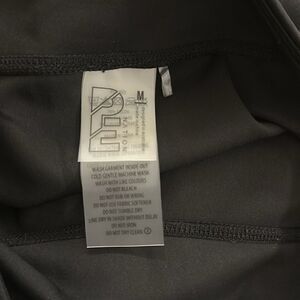 M
NATION
WASH GARMENT INSIDE-OUT
COLD GENTLE MACHINE WASH
WASH WITH LIKE COLOURS
DO NOT BLEACH
DO NOT RUB OR WRING
DO NOT USE FABRIC SOFTENER
DO NOT TUMBLE DRY
LINE DRY IN SHADE WITHOUT DELAY
DO NOT IRON
DO NOT DRY CLEAN